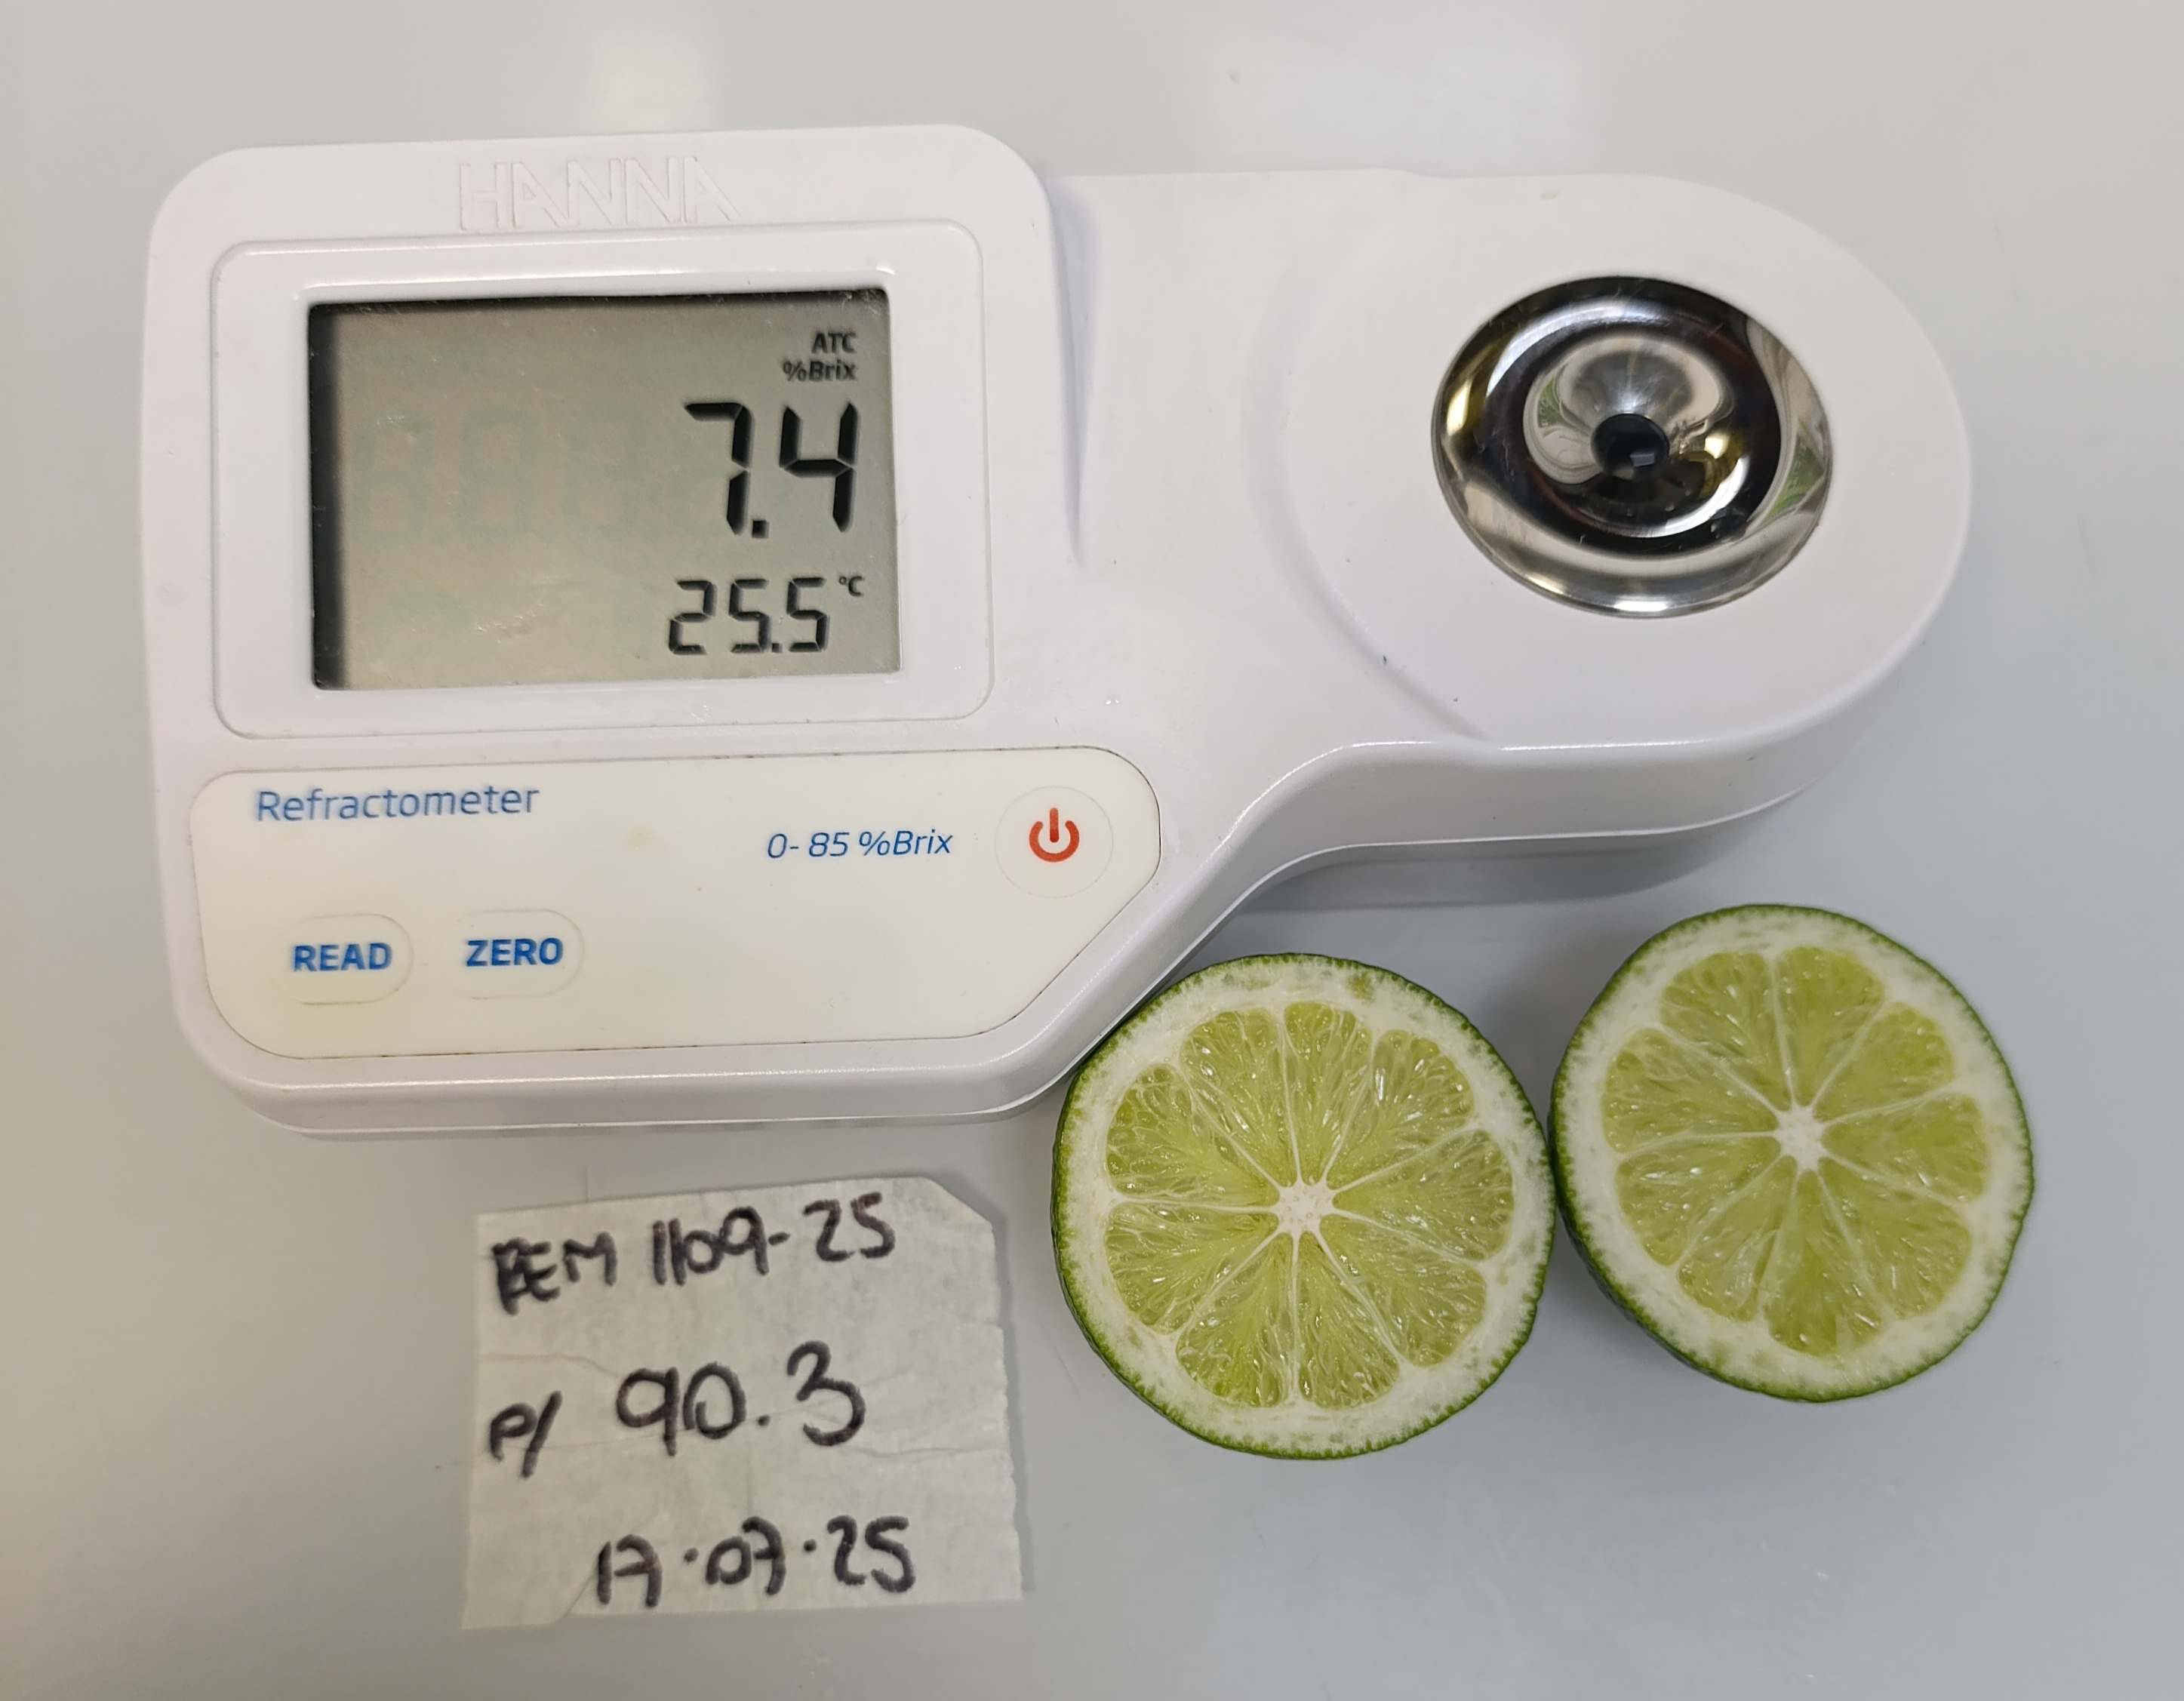 HANNA
ATC
%Brix
7.4
25.5 °C
Refractometer
0-85 %Brix
READ
ZERO
EEM 1109-25
P/ 90.3
17.07.25